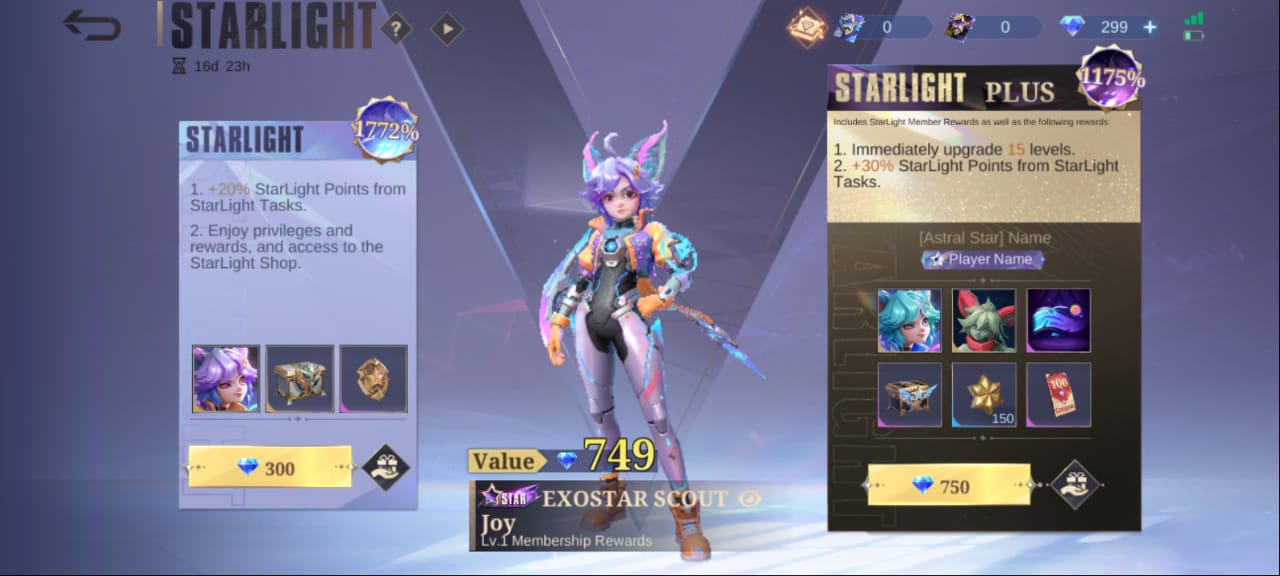 STARLIGHT
?
16d 23h
0
0
299
+
STARLIGHT
1772%
1. +20% StarLight Points from
StarLight Tasks.
2. Enjoy privileges and
rewards, and access to the
StarLight Shop.
300
Value
749
STAR
EXOSTAR SCOUT
Joy
Lv.1 Membership Rewards
STARLIGHT PLUS
1175%
Includes StarLight Member Rewards as well as the following rewards:
1. Immediately upgrade 15 levels.
2. +30% StarLight Points from StarLight
Tasks.
[Astral Star] Name
Player Name
150
100
750